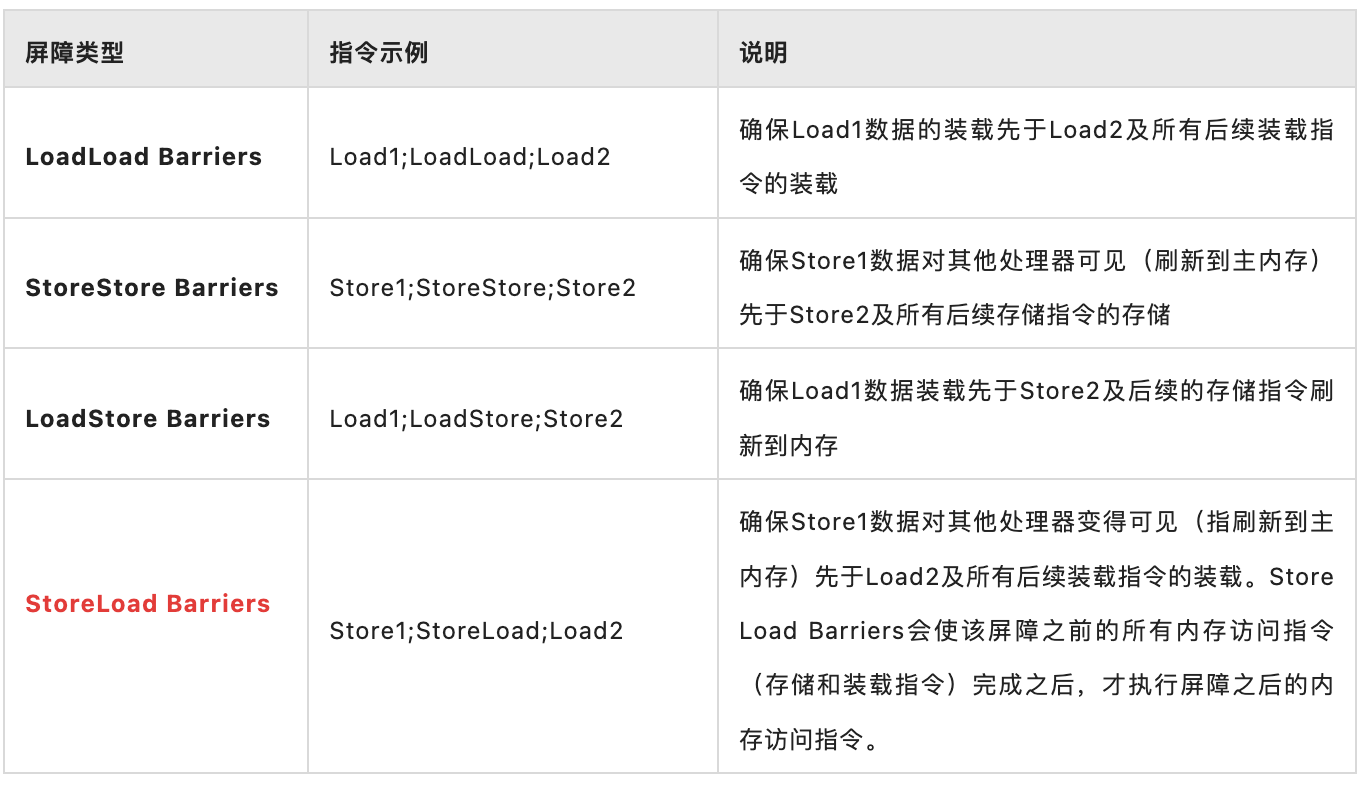 屏障类型
指令示例
说明
LoadLoad Barriers
Load1;LoadLoad;Load2
确保Load1数据的装载先于Load2及所有后续装载指
令的装载
StoreStore Barriers
Store1;StoreStore;Store2
确保Store1数据对其他处理器可见（刷新到主内存）
先于Store2及所有后续存储指令的存储
LoadStore Barriers
Load1;LoadStore;Store2
确保Load1数据装载先于Store2及后续的存储指令刷
新到内存
StoreLoad Barriers
Store1;StoreLoad;Load2
确保Store1数据对其他处理器变得可见（指刷新到主
内存）先于Load2及所有后续装载指令的装载。Store
Load Barriers会使该屏障之前的所有内存访问指令
（存储和装载指令）完成之后，才执行屏障之后的内
存访问指令。